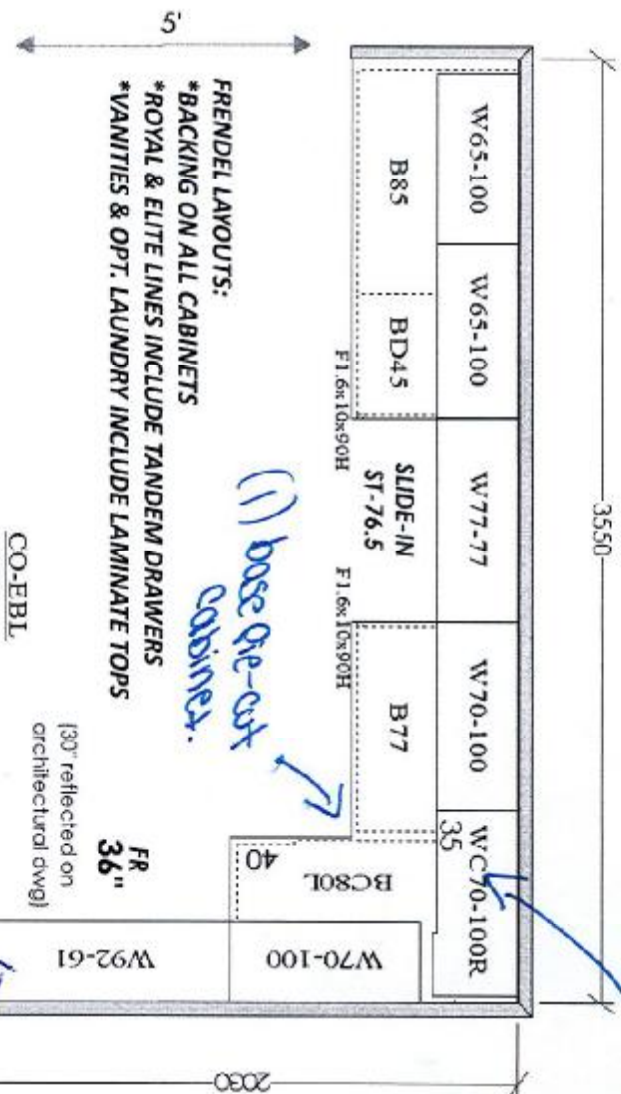 3550
5'
W65-100
W65-100
W77-77
W70-100
WC70-100R
35
B85
BD45
SLIDE-IN
ST-76.5
B77
F1.6x10x90H
F1.6x10x90H
BC80L
40
W70-100
W92-61
2030
FRENDEL LAYOUTS:
*BACKING ON ALL CABINETS
*ROYAL & ELITE LINES INCLUDE TANDEM DRAWERS
*VANITIES & OPT. LAUNDRY INCLUDE LAMINATE TOPS
(1) base pie-cut
cabinet.
FR
36"
(30" reflected on
architectural dwg)
CO-EBL